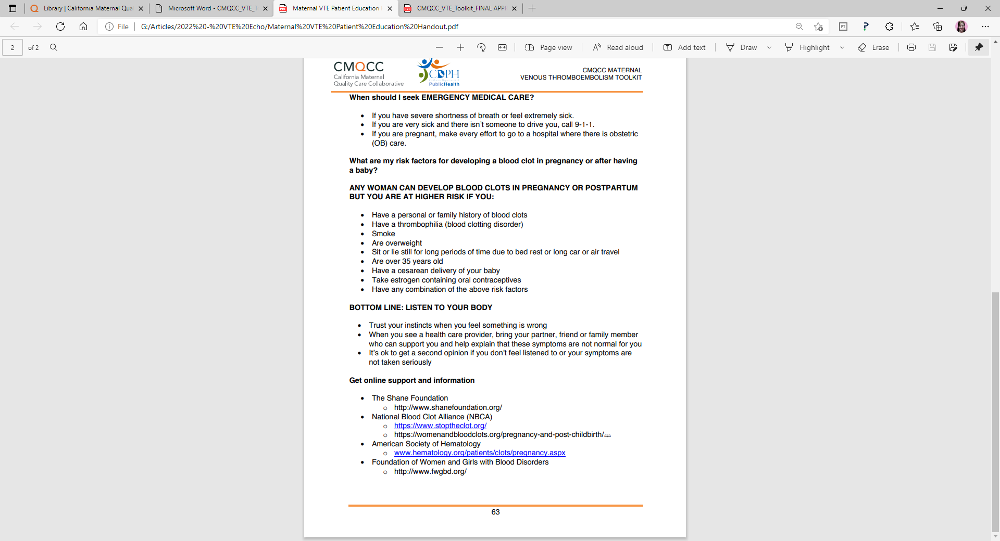 Library | California Maternal Qua
Microsoft Word - CMQCC_VTE_T
Maternal VTE Patient Education
CMQCC_VTE_Toolkit_FINAL APPR
File
G:/Articles/2022%20-%20VTE%20Echo/Maternal%20VTE%20Patient%20Education%20Handout.pdf
2 of 2
Page view
Read aloud
Add text
Draw
Highlight
Erase
CMQCC
California Maternal
Quality Care Collaborative
CDPH
PublicHealth
CMQCC MATERNAL
VENOUS THROMBOEMBOLISM TOOLKIT
When should I seek EMERGENCY MEDICAL CARE?
• If you have severe shortness of breath or feel extremely sick.
• If you are very sick and there isn't someone to drive you, call 9-1-1.
• If you are pregnant, make every effort to go to a hospital where there is obstetric
(OB) care.
What are my risk factors for developing a blood clot in pregnancy or after having
a baby?
ANY WOMAN CAN DEVELOP BLOOD CLOTS IN PREGNANCY OR POSTPARTUM
BUT YOU ARE AT HIGHER RISK IF YOU:
• Have a personal or family history of blood clots
• Have a thrombophilia (blood clotting disorder)
• Smoke
• Are overweight
• Sit or lie still for long periods of time due to bed rest or long car or air travel
• Are over 35 years old
• Have a cesarean delivery of your baby
• Take estrogen containing oral contraceptives
• Have any combination of the above risk factors
BOTTOM LINE: LISTEN TO YOUR BODY
• Trust your instincts when you feel something is wrong
• When you see a health care provider, bring your partner, friend or family member
who can support you and help explain that these symptoms are not normal for you
• It's ok to get a second opinion if you don't feel listened to or your symptoms are
not taken seriously
Get online support and information
• The Shane Foundation
o http://www.shanefoundation.org/
• National Blood Clot Alliance (NBCA)
o https://www.stoptheclot.org/
o https://womenandbloodclots.org/pregnancy-and-post-childbirth/
• American Society of Hematology
o www.hematology.org/patients/clots/pregnancy.aspx
• Foundation of Women and Girls with Blood Disorders
o http://www.fwgbd.org/
63